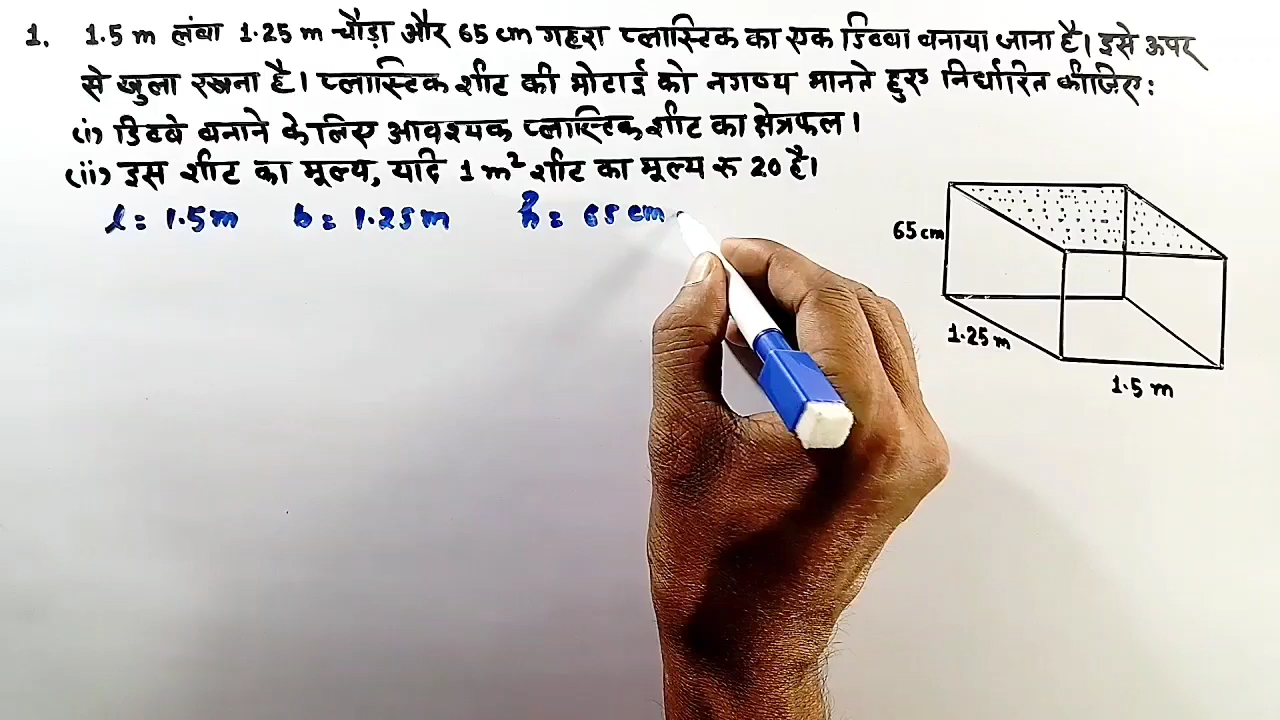 1. 1.5 m लंबा 1.25 m चौड़ा और 65 cm गहरा प्लास्टिक का एक डिब्बा बनाया जाना है। इसे ऊपर
से खुला रखना है। प्लास्टिक शीट की मोटाई को नगण्य मानते हुए निर्धारित कीजिए:
(i) डिब्बे बनाने के लिए आवश्यक प्लास्टिक शीट का क्षेत्रफल।
(ii) इस शीट का मूल्य, यदि 1 m² शीट का मूल्य रु 20 है।
l = 1.5 m b = 1.25 m h = 65 cm
65 cm
1.25 m
1.5 m